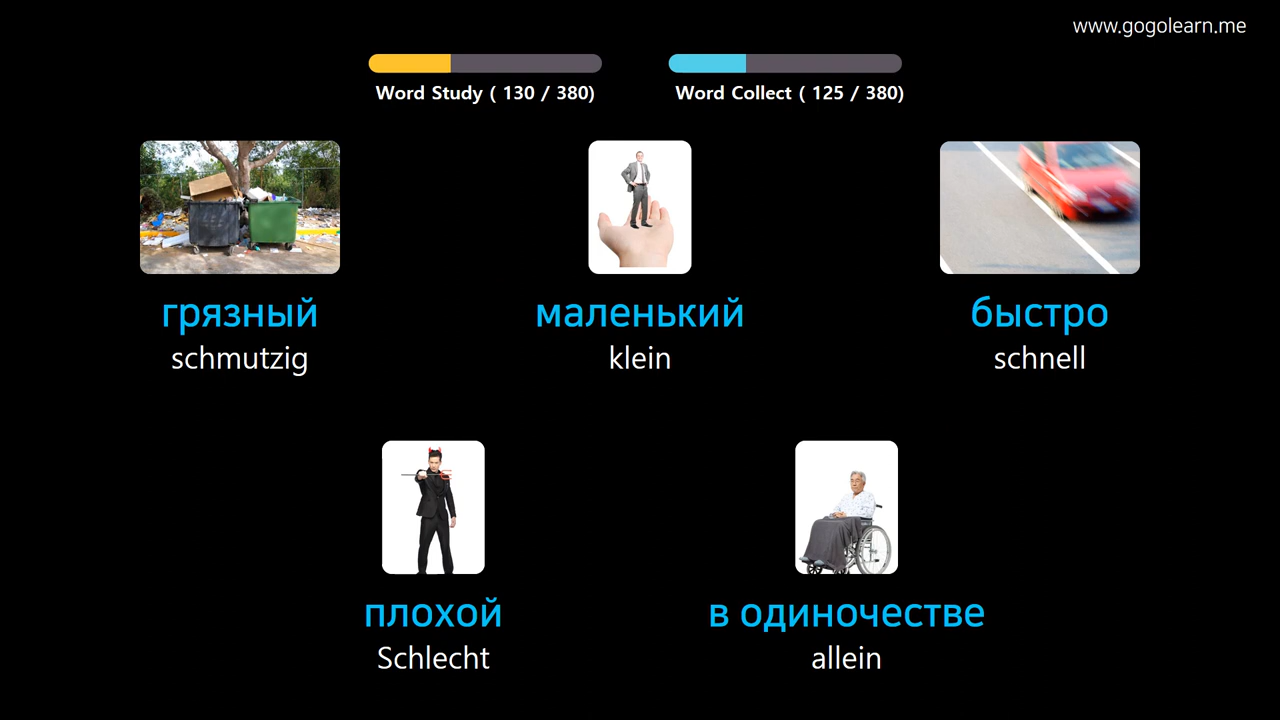 www.gogolearn.me
Word Study ( 130 / 380)
Word Collect ( 125 / 380)
грязный
schmutzig
маленький
klein
быстро
schnell
плохой
Schlecht
в одиночестве
allein